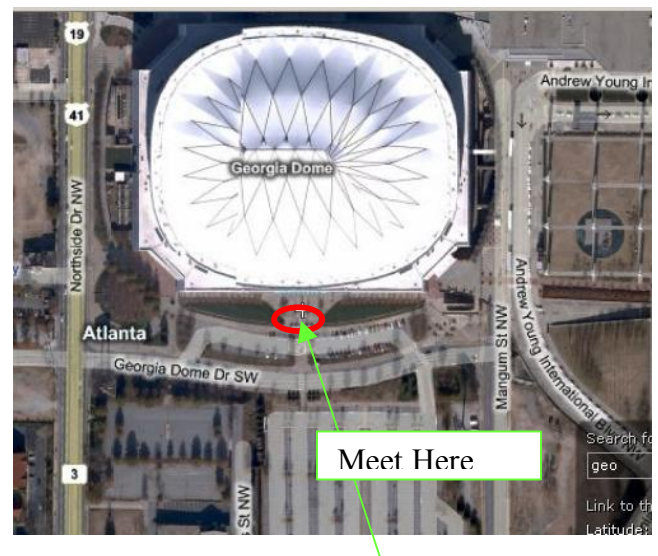 19
41
Andrew Young In
Georgia Dome
Northside Dr NW
Atlanta
Georgia Dome Dr SW
Mangum St NW
Andrew Young International Blvd NW
Meet Here
Search fo
geo
3
s St NW
Link to th
Latitude: